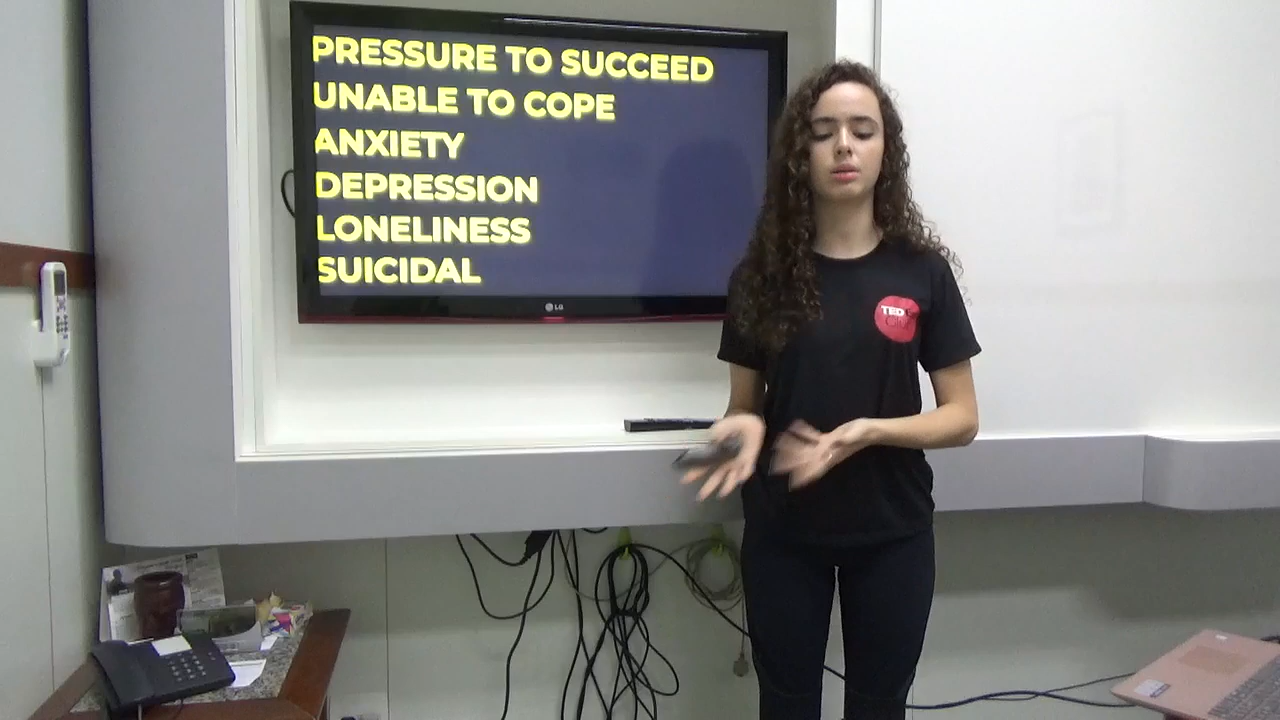 PRESSURE TO SUCCEED
UNABLE TO COPE
ANXIETY
DEPRESSION
LONELINESS
SUICIDAL
LG
TED